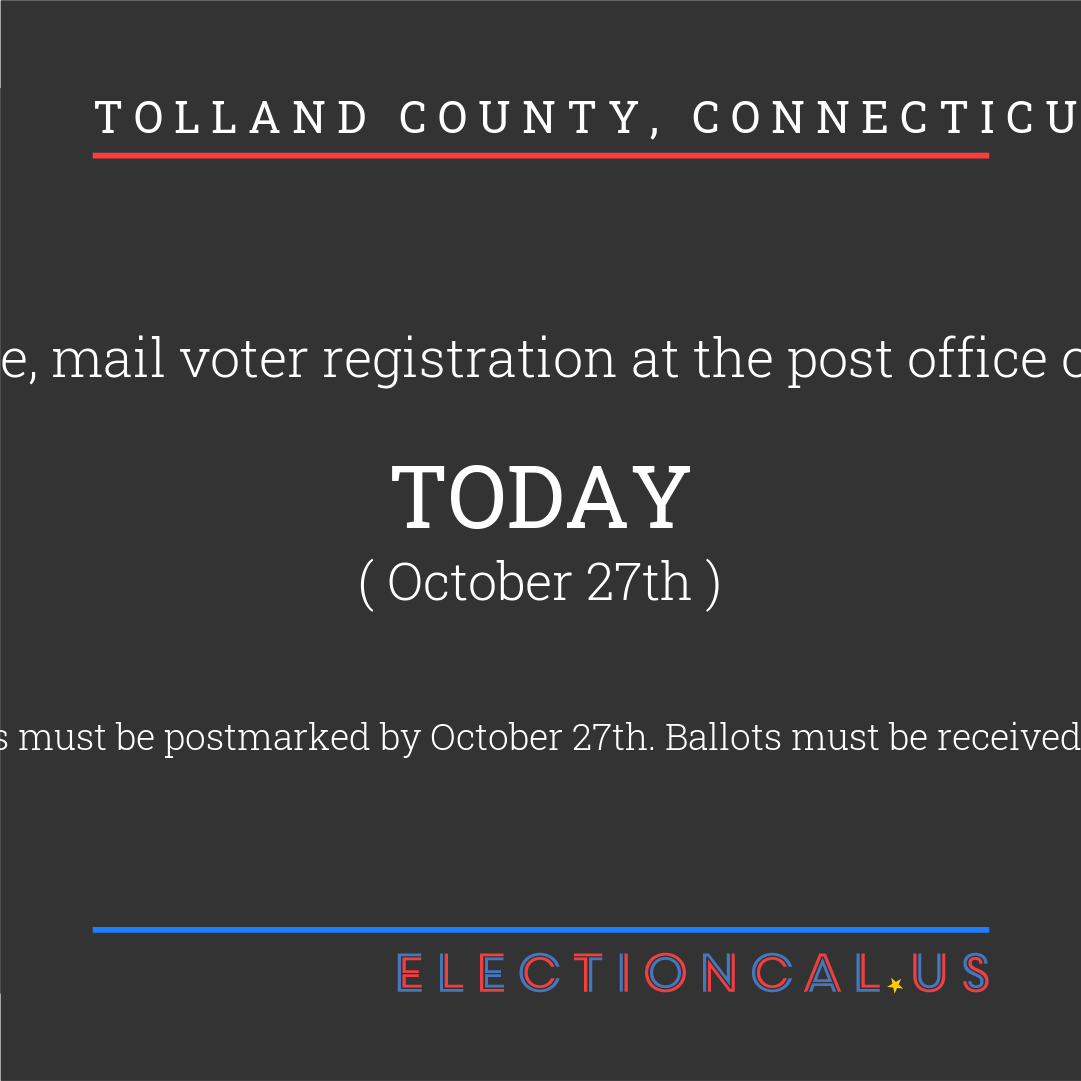 TOLLAND COUNTY, CONNECTICU
e, mail voter registration at the post office
TODAY
( October 27th )
s must be postmarked by October 27th. Ballots must be received
ELECTIONCAL.US